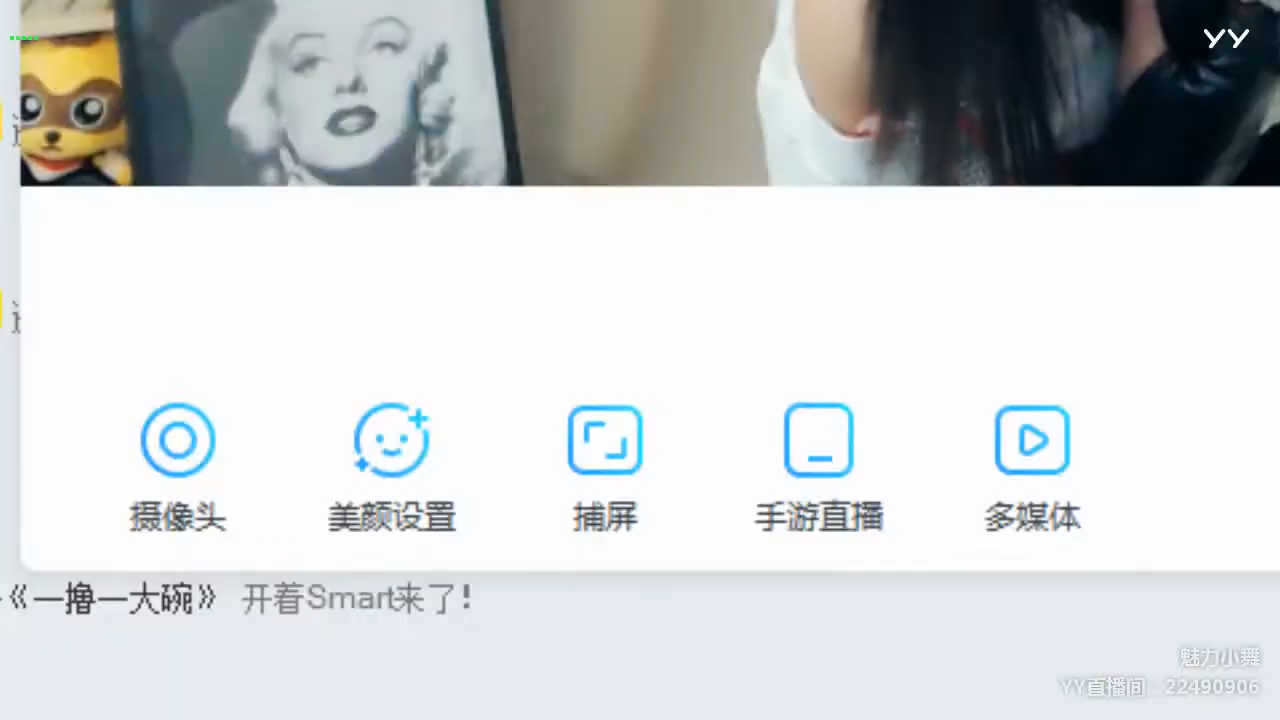 YY
摄像头
美颜设置
捕屏
手游直播
多媒体
《一撸一大碗》 开着Smart来了!
魅力小舞
YY直播间:22490906